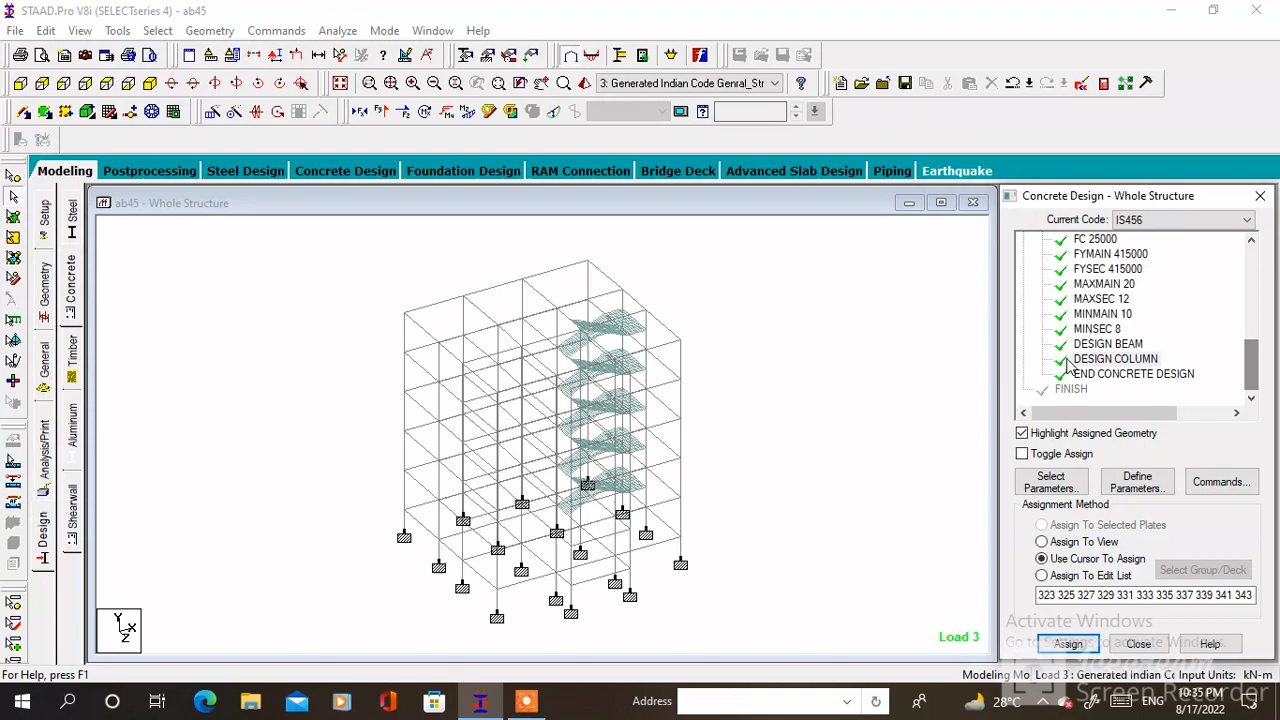 STAAD.Pro V8i (SELECTseries 4) - ab45
File Edit View Tools Select Geometry Commands Analyze Mode Window Help
3: Generated Indian Code Genral_Str
Modeling Postprocessing Steel Design Concrete Design Foundation Design RAM Connection Bridge Deck Advanced Slab Design Piping Earthquake
Setup
Geometry
General
Analysis/Print
Design
Steel
Concrete
Timber
Aluminum
Shearwall
ab45 - Whole Structure
Y
X
Z
Load 3
Concrete Design - Whole Structure
Current Code: IS456
FC 25000
FYMAIN 415000
FYSEC 415000
MAXMAIN 20
MAXSEC 12
MINMAIN 10
MINSEC 8
DESIGN BEAM
DESIGN COLUMN
END CONCRETE DESIGN
FINISH
Highlight Assigned Geometry
Toggle Assign
Select Parameters..
Define Parameters..
Commands...
Assignment Method
Assign To Selected Plates
Assign To View
Use Cursor To Assign
Select Group/Deck
Assign To Edit List
323 325 327 329 331 333 335 337 339 341 343
Activate Windows
Go to Settings to activate Windows.
Assign Close Help
Screen Recorder
For Help, press F1
Modeling Mo Load 3 : Generated Indian Co Input Units: kN-m
Address
28°C
ENG
10:35 PM
8/17/2022